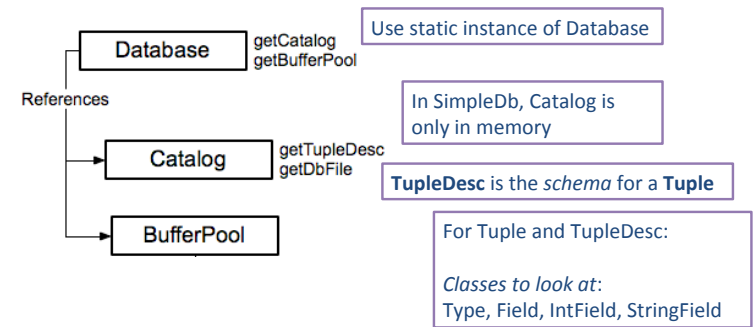 Database
getCatalog
getBufferPool
Use static instance of Database
References
In SimpleDb, Catalog is
only in memory
Catalog
getTupleDesc
getDbFile
TupleDesc is the schema for a Tuple
BufferPool
For Tuple and TupleDesc:
Classes to look at:
Type, Field, IntField, StringField